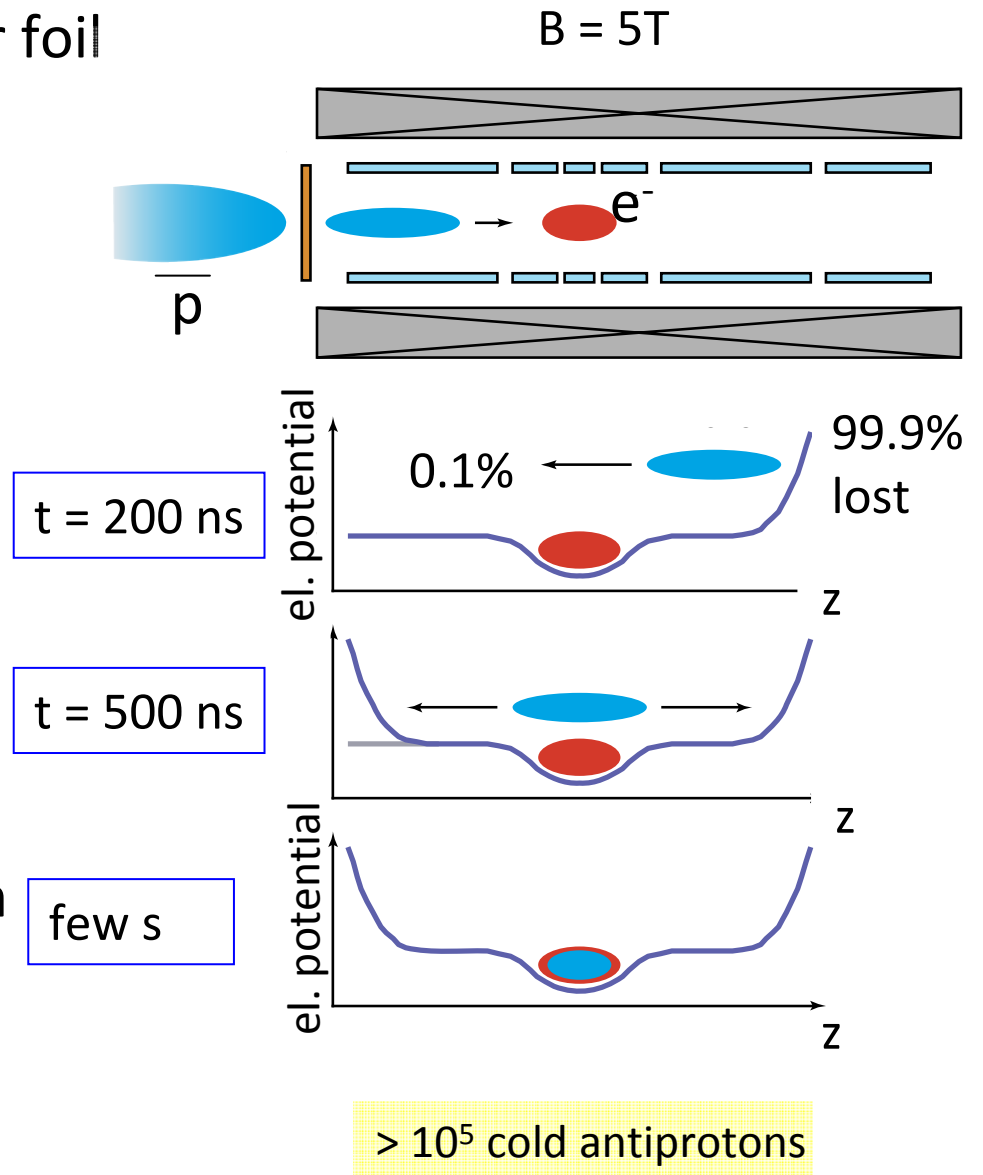 r foil
B = 5T
e⁻
p̅
99.9%
lost
0.1%
t = 200 ns
el. potential
z
t = 500 ns
z
few s
el. potential
z
> 10⁵ cold antiprotons